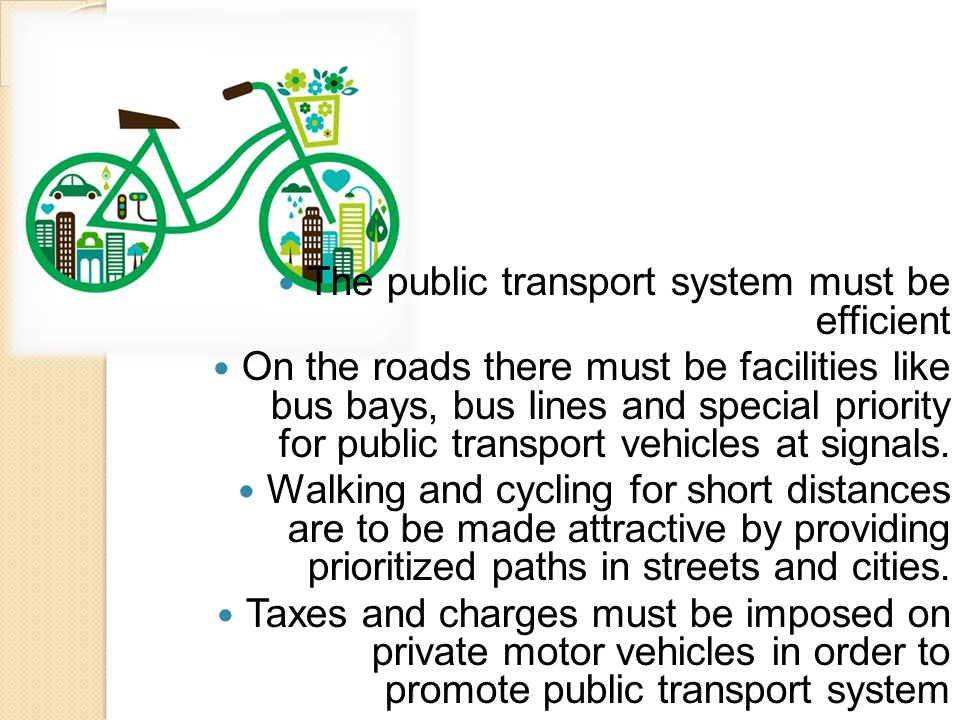 • The public transport system must be
efficient
• On the roads there must be facilities like
bus bays, bus lines and special priority
for public transport vehicles at signals.
• Walking and cycling for short distances
are to be made attractive by providing
prioritized paths in streets and cities.
• Taxes and charges must be imposed on
private motor vehicles in order to
promote public transport system